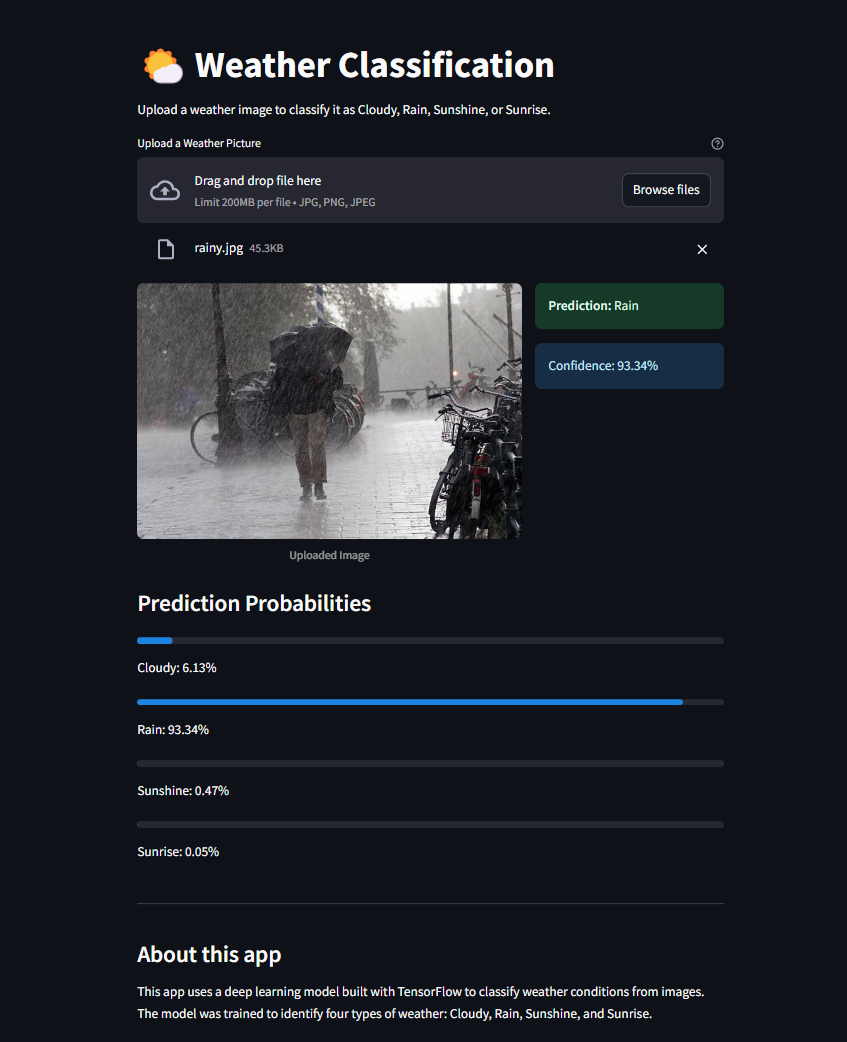 Weather Classification
Upload a weather image to classify it as Cloudy, Rain, Sunshine, or Sunrise.
Upload a Weather Picture
Drag and drop file here
Limit 200MB per file • JPG, PNG, JPEG
Browse files
rainy.jpg 45.3KB
Prediction: Rain
Confidence: 93.34%
Uploaded Image
Prediction Probabilities
Cloudy: 6.13%
Rain: 93.34%
Sunshine: 0.47%
Sunrise: 0.05%
About this app
This app uses a deep learning model built with TensorFlow to classify weather conditions from images.
The model was trained to identify four types of weather: Cloudy, Rain, Sunshine, and Sunrise.